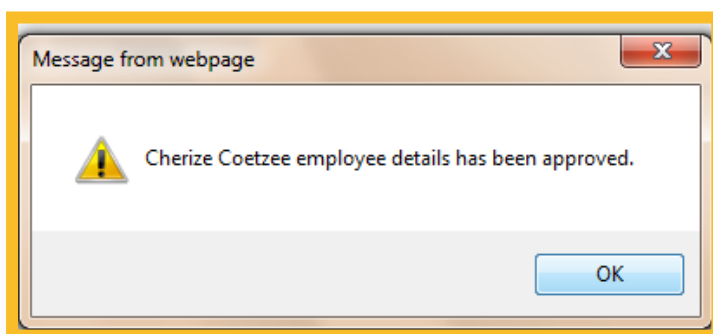 Message from webpage
Cherize Coetzee employee details has been approved.
OK